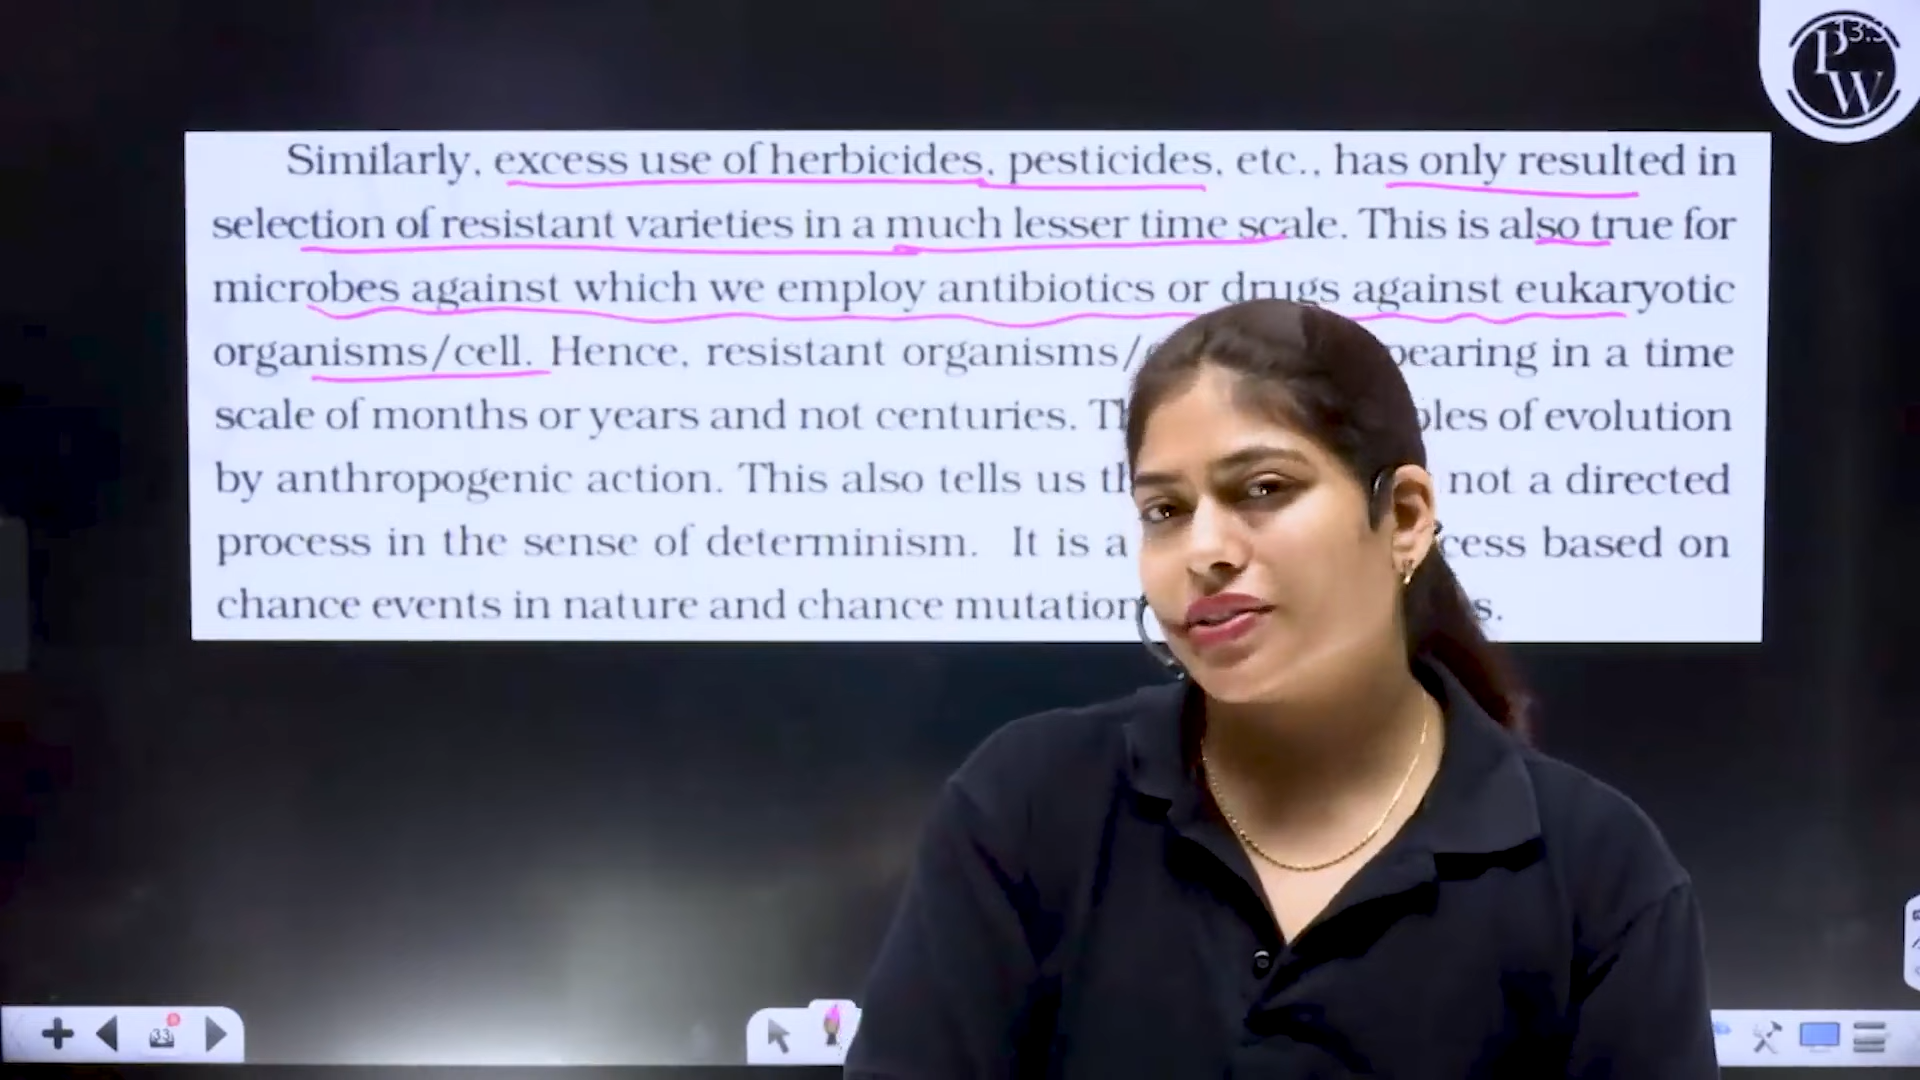 PW
Similarly, excess use of herbicides, pesticides, etc., has only resulted in
selection of resistant varieties in a much lesser time scale. This is also true for
microbes against which we employ antibiotics or drugs against eukaryotic
organisms/cell. Hence, resistant organisms/ pearing in a time
scale of months or years and not centuries. Th ples of evolution
by anthropogenic action. This also tells us th not a directed
process in the sense of determinism. It is a cess based on
chance events in nature and chance mutation s.
33